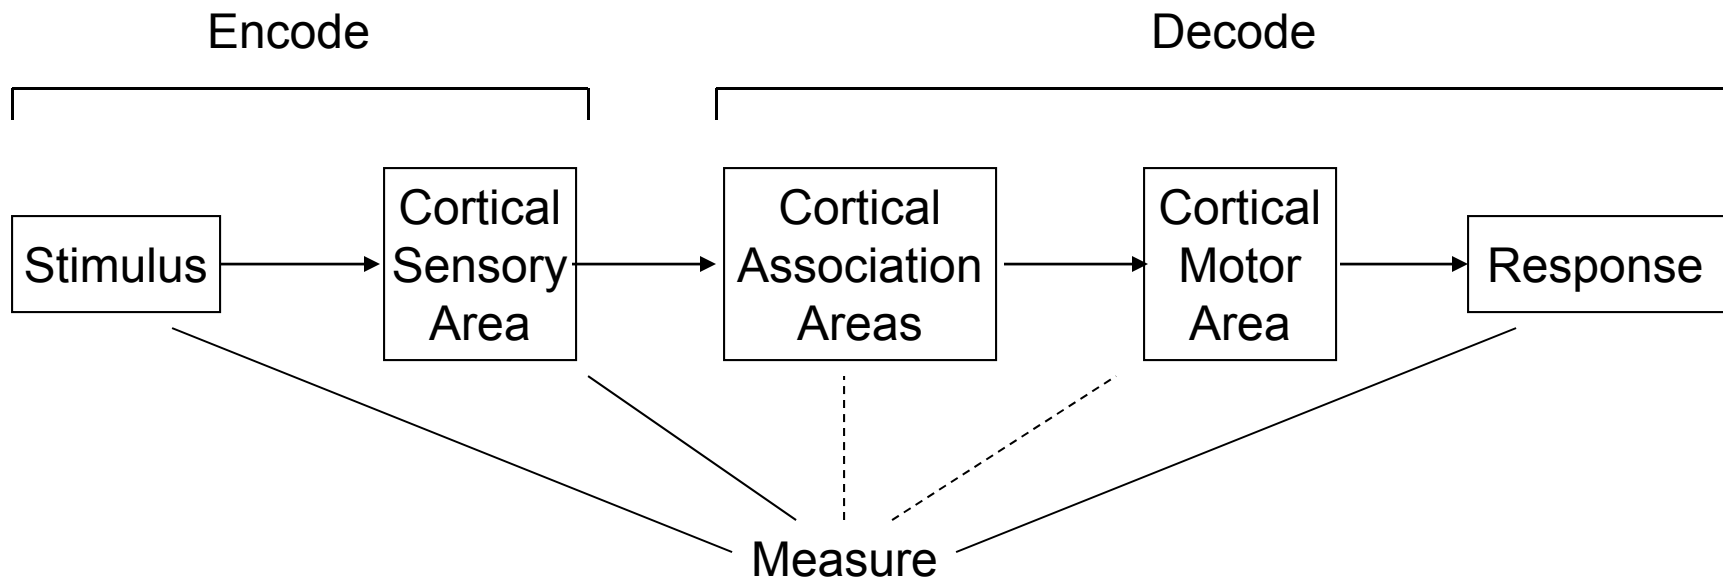 Encode
Decode
Stimulus
Cortical
Sensory
Area
Cortical
Association
Areas
Cortical
Motor
Area
Response
Measure